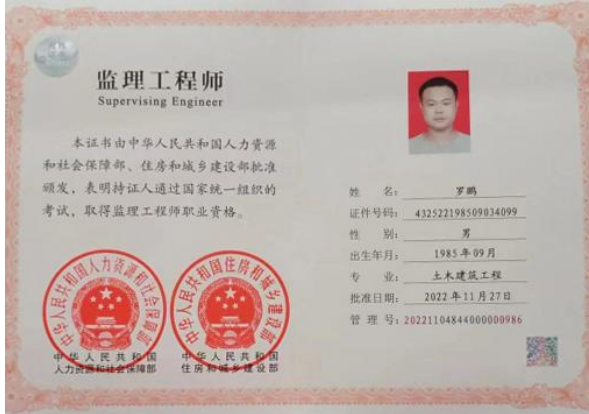 监理工程师
Supervising Engineer
本证书由中华人民共和国人力资源
和社会保障部、住房和城乡建设部批准
颁发，表明持证人通过国家统一组织的
考试，取得监理工程师职业资格。
中华人民共和国人力资源和社会保障部
中华人民共和国住房和城乡建设部
中华人民共和国
人力资源和社会保障部
中华人民共和国
住房和城乡建设部
姓 名： 罗鹏
证件号码： 432522198509034099
性 别： 男
出生年月： 1985年09月
专 业： 土木建筑工程
批准日期： 2022年11月27日
管 理 号：20221104844000000986